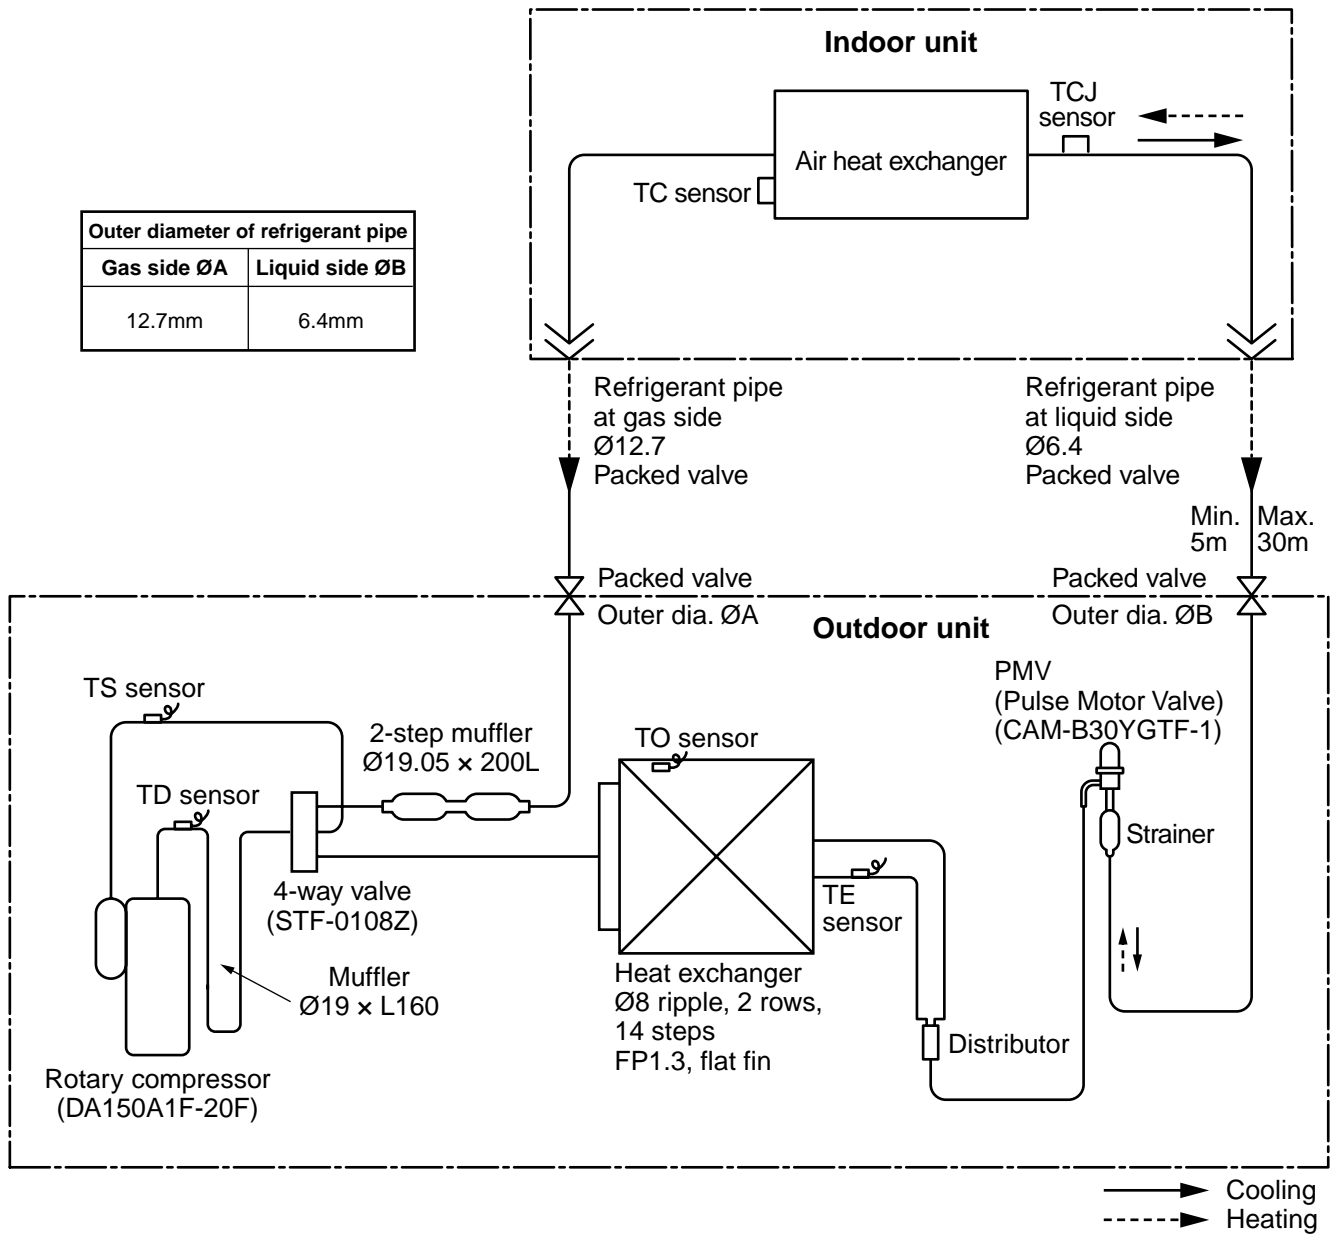 Indoor unit
TCJ
sensor
Air heat exchanger
TC sensor
Outer diameter of refrigerant pipe
Gas side ØA
Liquid side ØB
12.7mm
6.4mm
Refrigerant pipe
at gas side
Ø12.7
Packed valve
Refrigerant pipe
at liquid side
Ø6.4
Packed valve
Min. Max.
5m 30m
Packed valve
Outer dia. ØA
Packed valve
Outer dia. ØB
Outdoor unit
PMV
(Pulse Motor Valve)
(CAM-B30YGTF-1)
TS sensor
2-step muffler
Ø19.05 × 200L
TO sensor
TD sensor
Strainer
4-way valve
(STF-0108Z)
TE
sensor
Muffler
Ø19 × L160
Heat exchanger
Ø8 ripple, 2 rows,
14 steps
FP1.3, flat fin
Distributor
Rotary compressor
(DA150A1F-20F)
Cooling
Heating